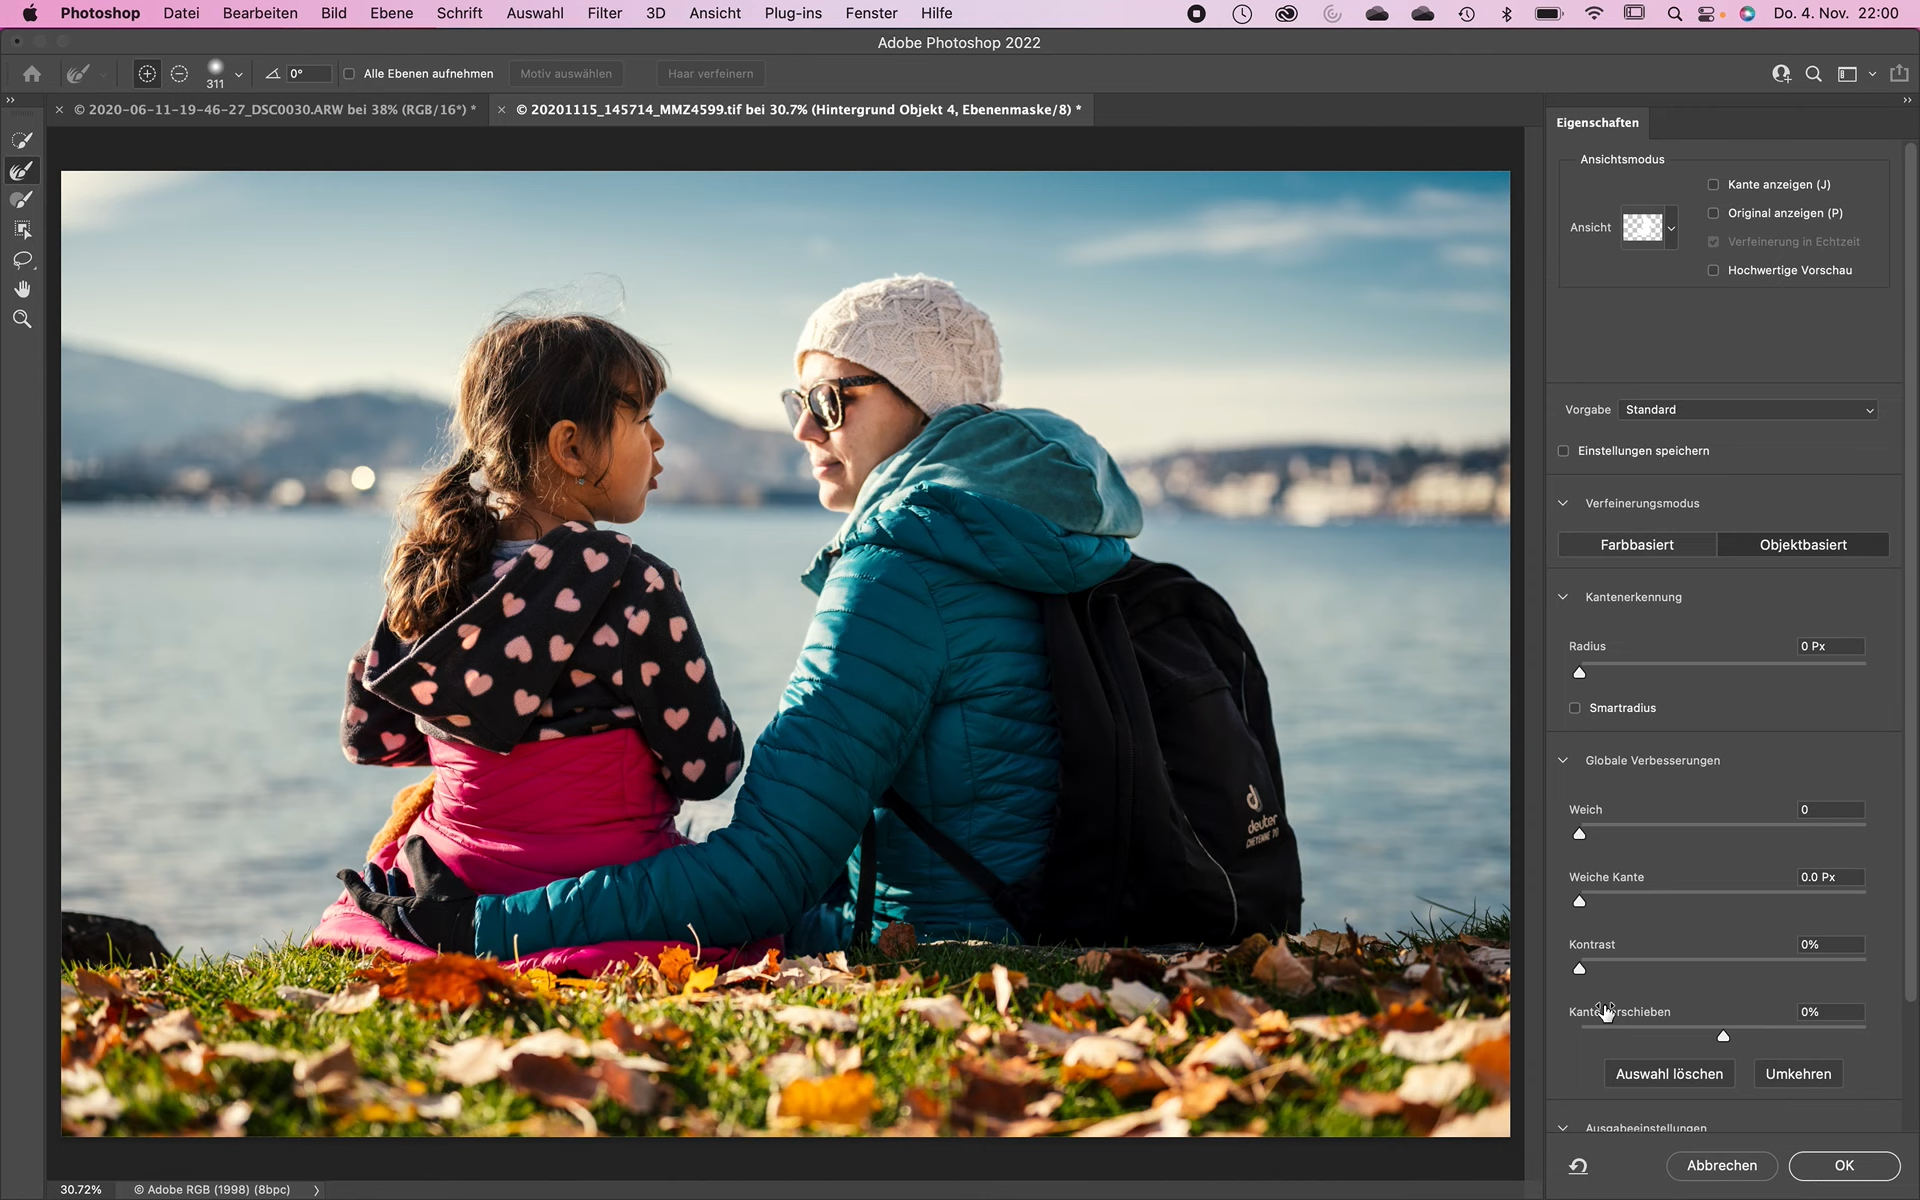 Photoshop Datei Bearbeiten Bild Ebene Schrift Auswahl Filter 3D Ansicht Plug-ins Fenster Hilfe Do. 4. Nov. 22:00
Adobe Photoshop 2022
311 0° Alle Ebenen aufnehmen Motiv auswählen Haar verfeinern
© 2020-06-11-19-46-27_DSC0030.ARW bei 38% (RGB/16*) * © 20201115_145714_MMZ4599.tif bei 30.7% (Hintergrund Objekt 4, Ebenenmaske/8) *
Eigenschaften
Ansichtsmodus
Kante anzeigen (J)
Original anzeigen (P)
Ansicht
Verfeinerung in Echtzeit
Hochwertige Vorschau
Vorgabe Standard
Einstellungen speichern
Verfeinerungsmodus
Farbbasiert Objektbasiert
Kantenerkennung
Radius 0 Px
Smartradius
Globale Verbesserungen
Weich 0
deuter
Weiche Kante 0.0 Px
Kontrast 0%
0%
Auswahl löschen Umkehren
Ausgabeeinstellungen
Abbrechen OK
30.72% © Adobe RGB (1998) (8bpc)